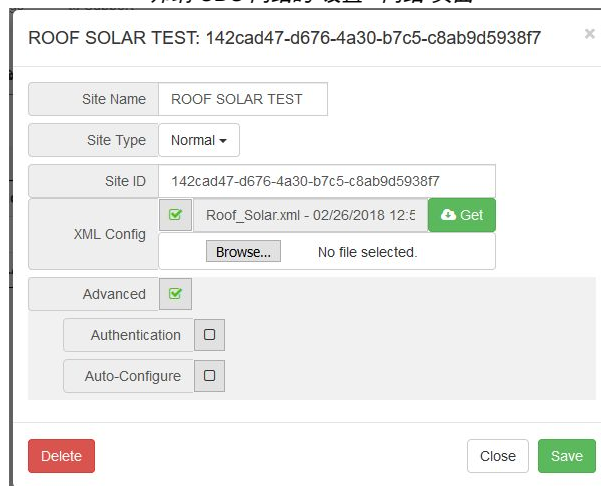 ROOF SOLAR TEST: 142cad47-d676-4a30-b7c5-c8ab9d5938f7 ×
Site Name ROOF SOLAR TEST
Site Type Normal
Site ID 142cad47-d676-4a30-b7c5-c8ab9d5938f7
XML Config Roof_Solar.xml - 02/26/2018 12:5 Get
Browse... No file selected.
Advanced
Authentication
Auto-Configure
Delete Close Save